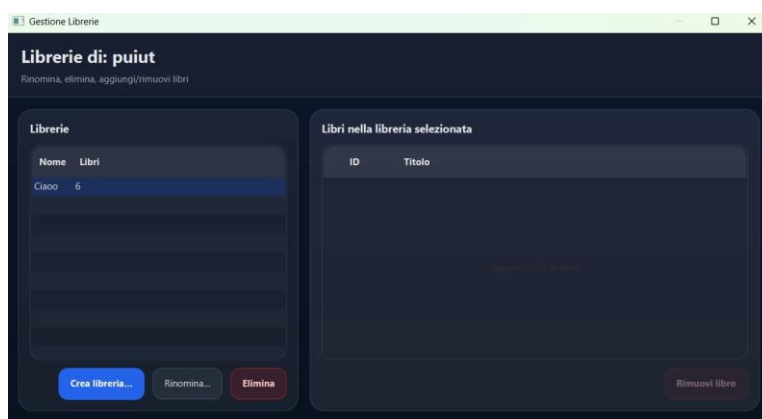 Gestione Librerie
Librerie di: puiut
Rinomina, elimina, aggiungi/rimuovi libri
Librerie
Nome Libri
Ciaoo 6
Crea libreria... Rinomina... Elimina
Libri nella libreria selezionata
ID Titolo
Rimuovi libro